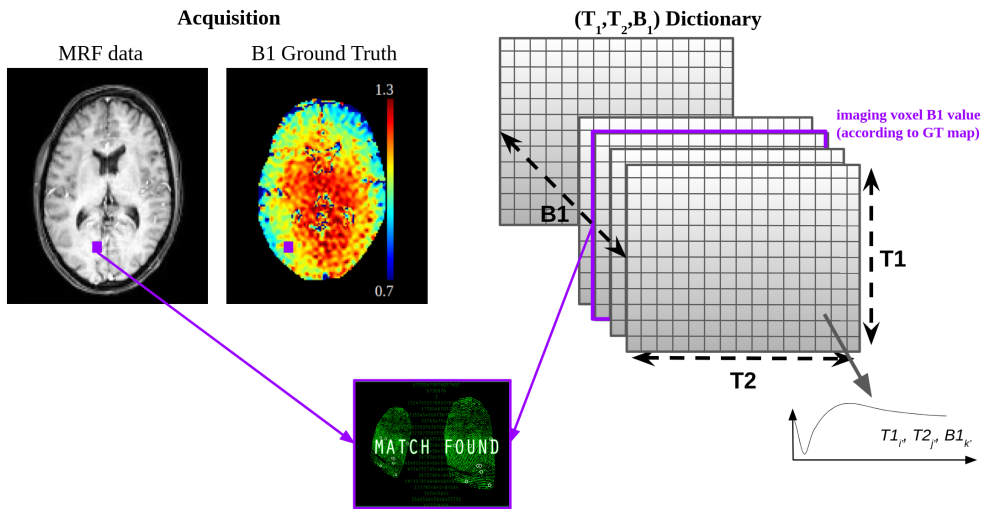 Acquisition
MRF data
B1 Ground Truth
1.3
0.7
(T1,T2,B1) Dictionary
imaging voxel B1 value
(according to GT map)
B1
T1
T2
T1i, T2j, B1k.
MATCH FOUND